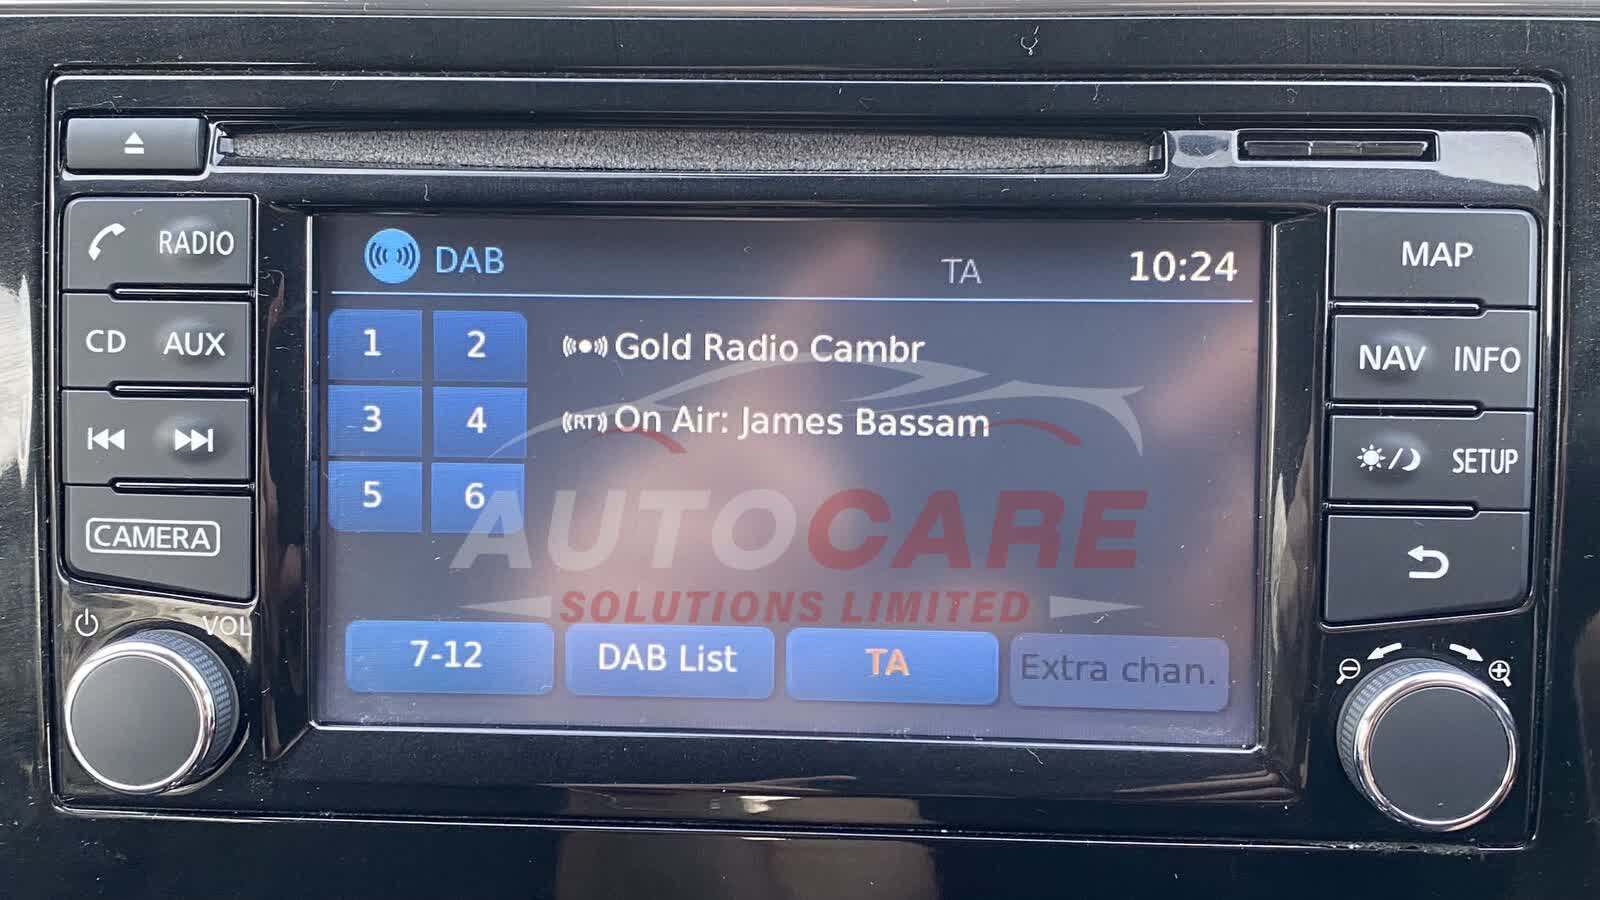 RADIO
CD AUX
CAMERA
VOL
DAB TA 10:24
1 2 Gold Radio Cambr
3 4 (RT) On Air: James Bassam
5 6
AUTOCARE
SOLUTIONS LIMITED
7-12 DAB List TA Extra chan.
MAP
NAV INFO
SETUP